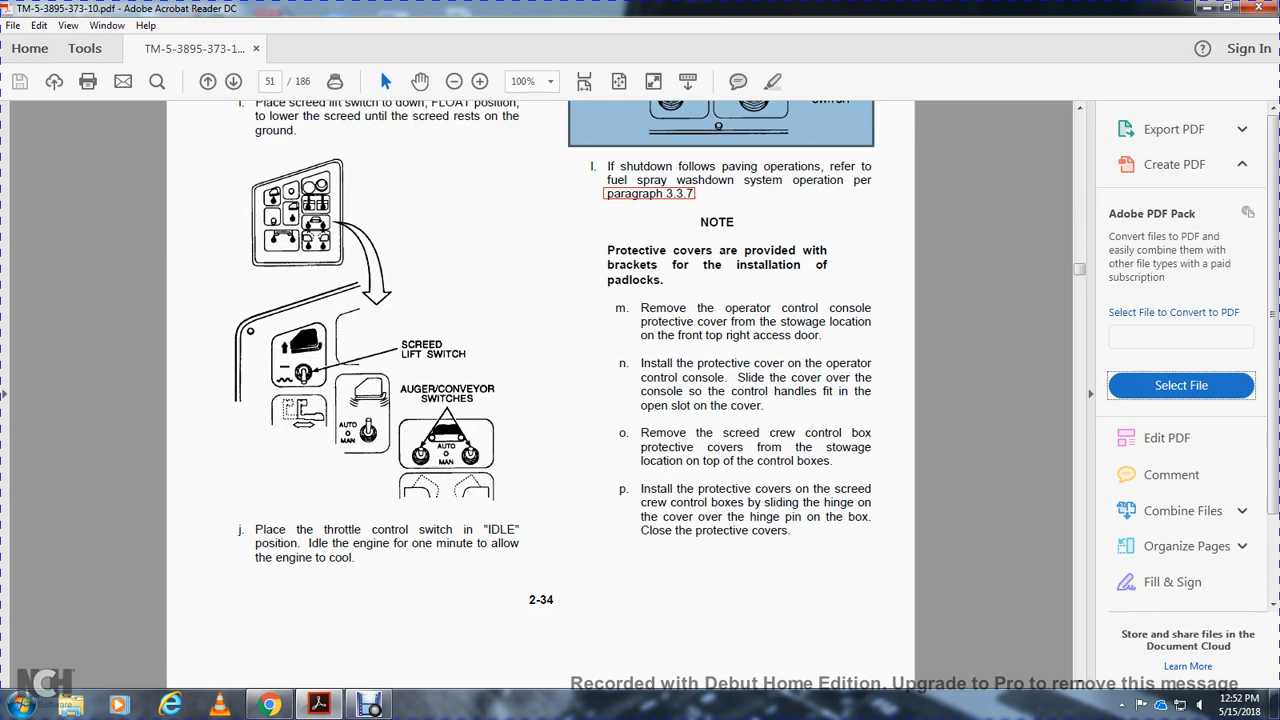 TM-5-3895-373-10.pdf - Adobe Acrobat Reader DC
File Edit View Window Help
Home Tools TM-5-3895-373-1... × Sign In
51 / 186 100%
i. Place screed lift switch to down, FLOAT position,
to lower the screed until the screed rests on the
ground.
SCREED
LIFT SWITCH
AUGER/CONVEYOR
SWITCHES
AUTO
O
MAN
AUTO
O
MAN
j. Place the throttle control switch in "IDLE"
position. Idle the engine for one minute to allow
the engine to cool.
SWITCH
l. If shutdown follows paving operations, refer to
fuel spray washdown system operation per
paragraph 3.3.7
NOTE
Protective covers are provided with
brackets for the installation of
padlocks.
m. Remove the operator control console
protective cover from the stowage location
on the front top right access door.
n. Install the protective cover on the operator
control console. Slide the cover over the
console so the control handles fit in the
open slot on the cover.
o. Remove the screed crew control box
protective covers from the stowage
location on top of the control boxes.
p. Install the protective covers on the screed
crew control boxes by sliding the hinge on
the cover over the hinge pin on the box.
Close the protective covers.
2-34
Export PDF
Create PDF
Adobe PDF Pack
Convert files to PDF and
easily combine them with
other file types with a paid
subscription
Select File to Convert to PDF
Select File
Edit PDF
Comment
Combine Files
Organize Pages
Fill & Sign
Store and share files in the
Document Cloud
Learn More
NCH
Software
Recorded with Debut Home Edition. Upgrade to Pro to remove this message
12:52 PM
5/15/2018